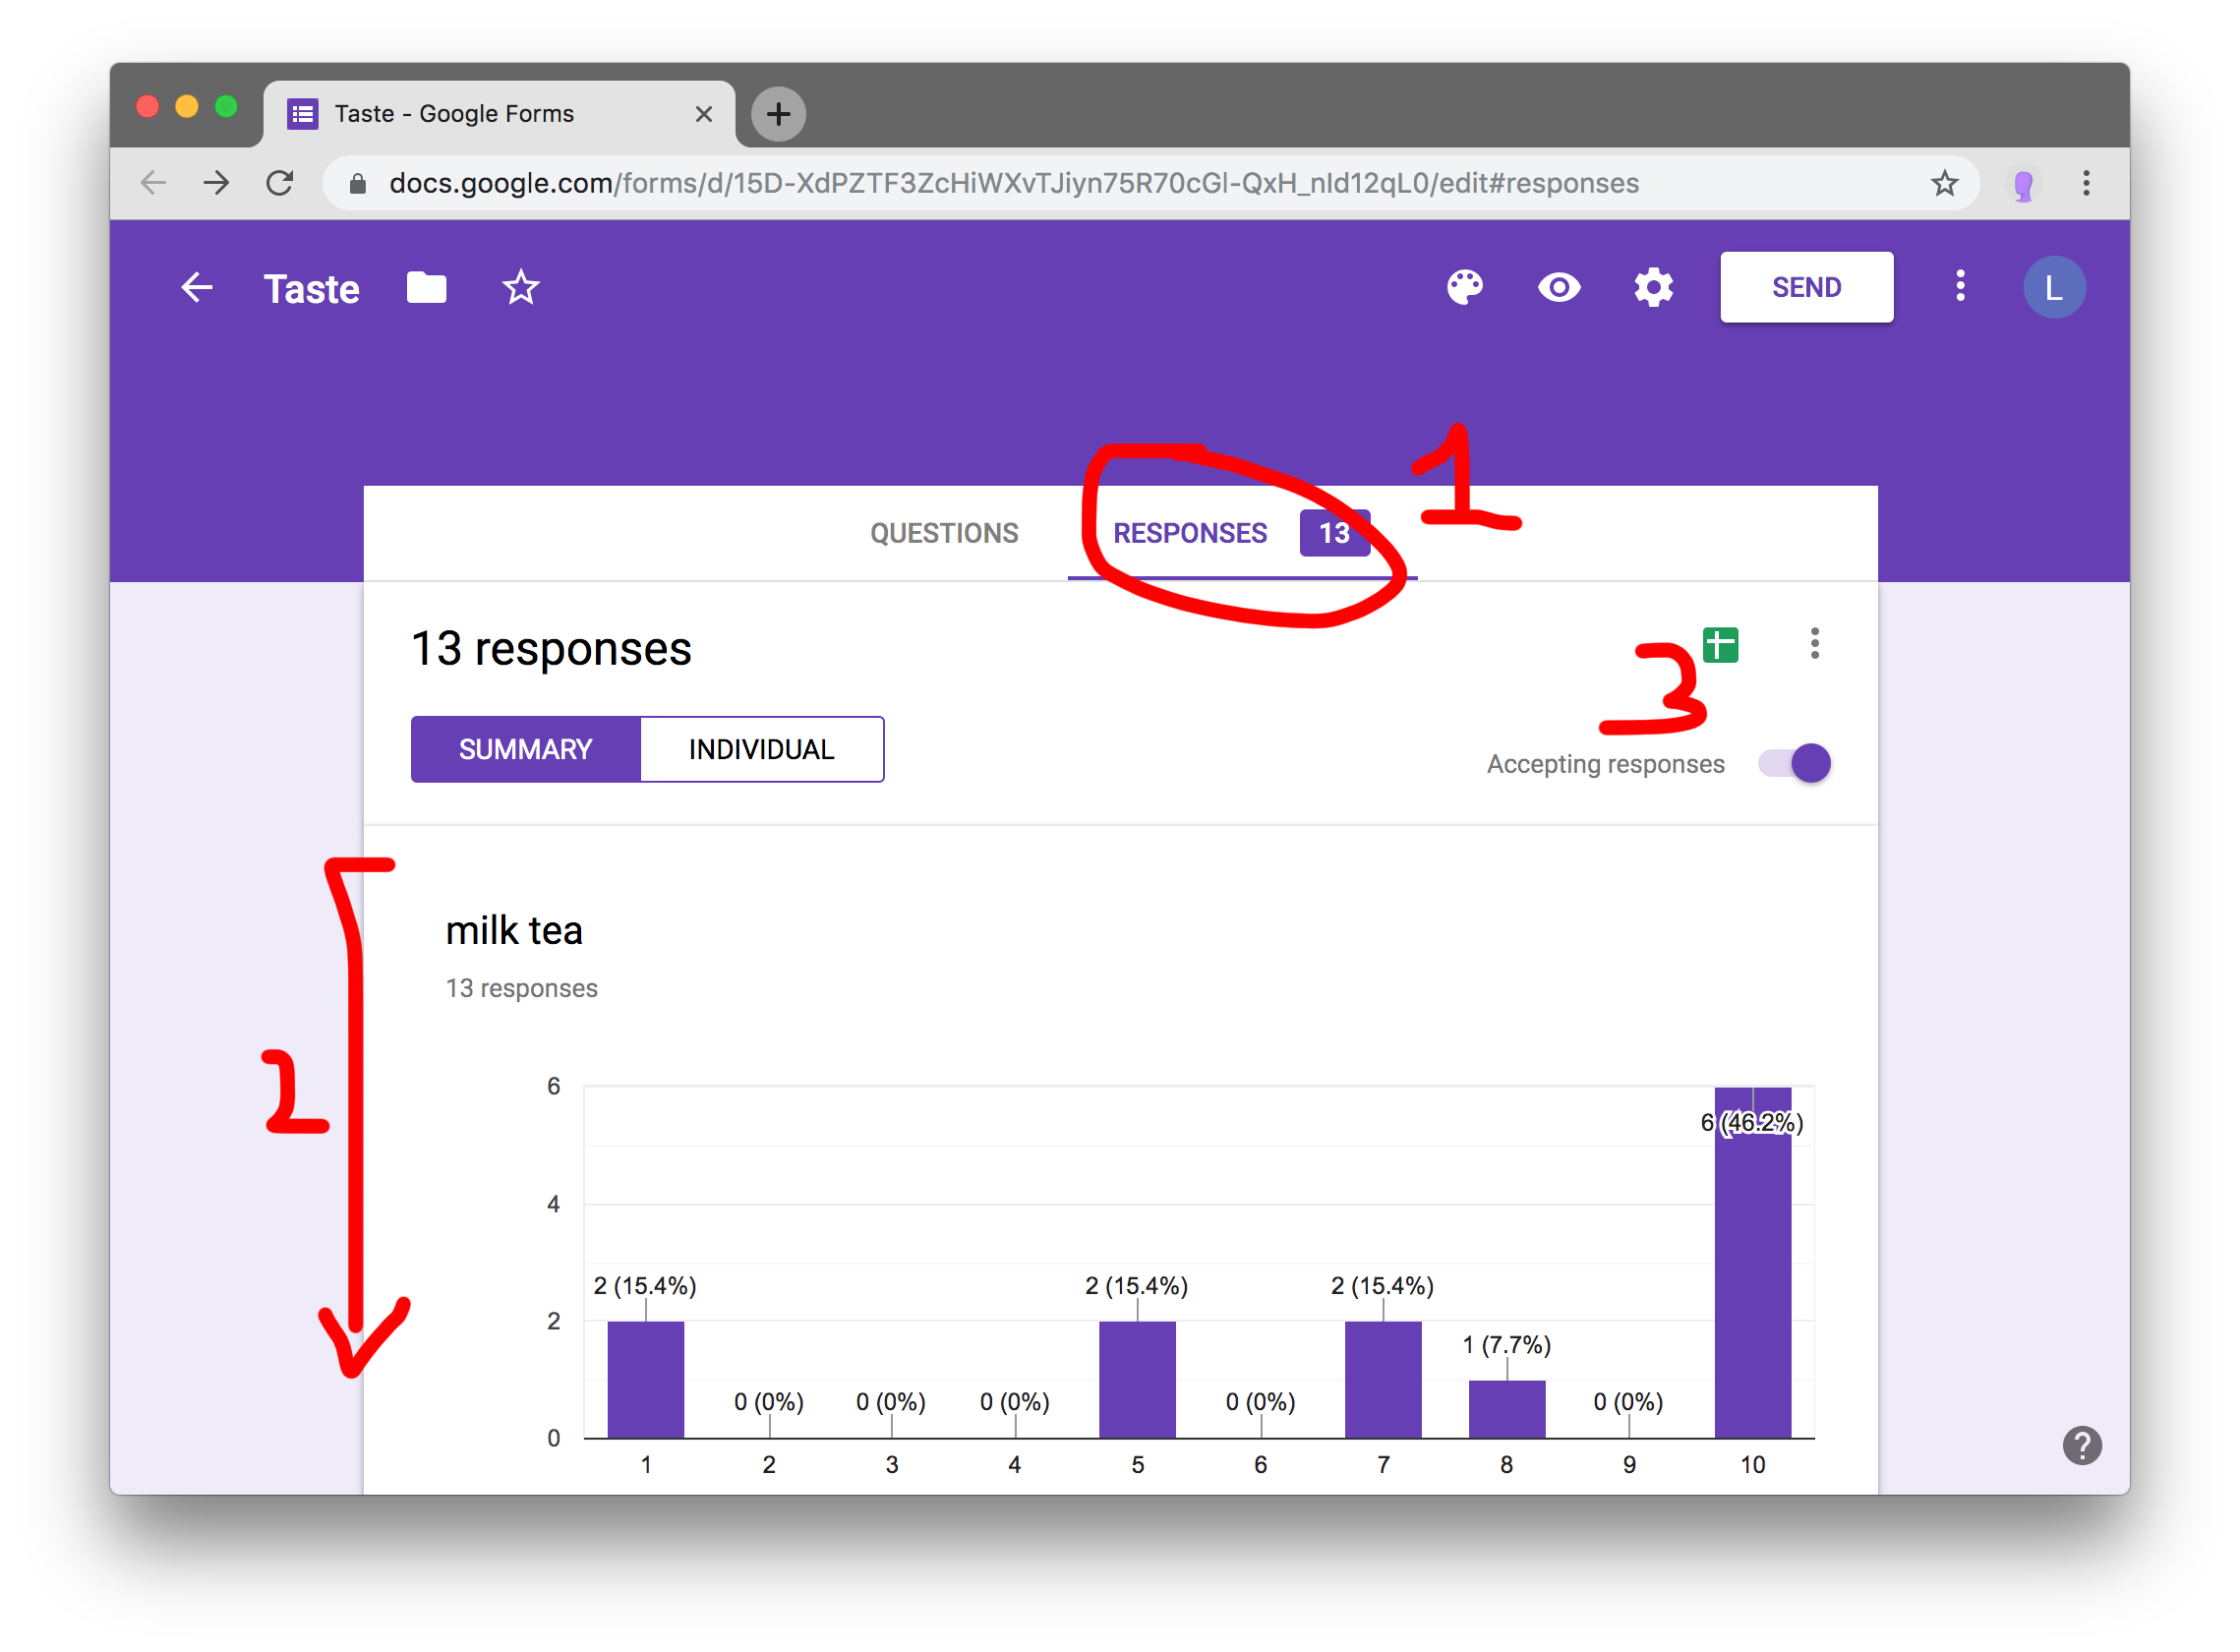 Taste - Google Forms
docs.google.com/forms/d/15D-XdPZTF3ZcHiWXvTJiyn75R70cGl-QxH_nId12qL0/edit#responses
Taste SEND L
1
QUESTIONS RESPONSES 13
13 responses
3
SUMMARY INDIVIDUAL
Accepting responses
milk tea
13 responses
2
6
6 (46.2%)
4
2 (15.4%) 2 (15.4%) 2 (15.4%)
2
1 (7.7%)
0 (0%) 0 (0%) 0 (0%) 0 (0%) 0 (0%)
0
1 2 3 4 5 6 7 8 9 10
?